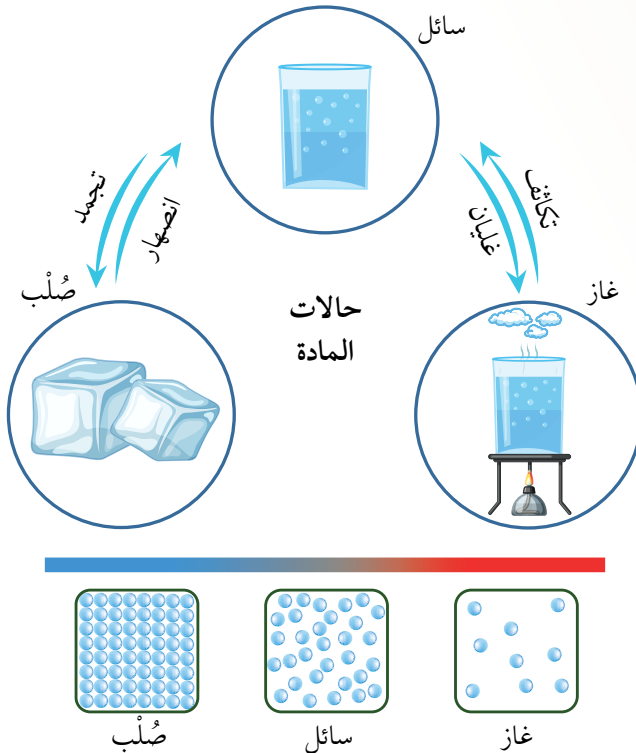 سائل
تكاثف
غليان
تجمد
انصهار
غاز
صُلْب
حالات
المادة
غاز
سائل
صُلْب